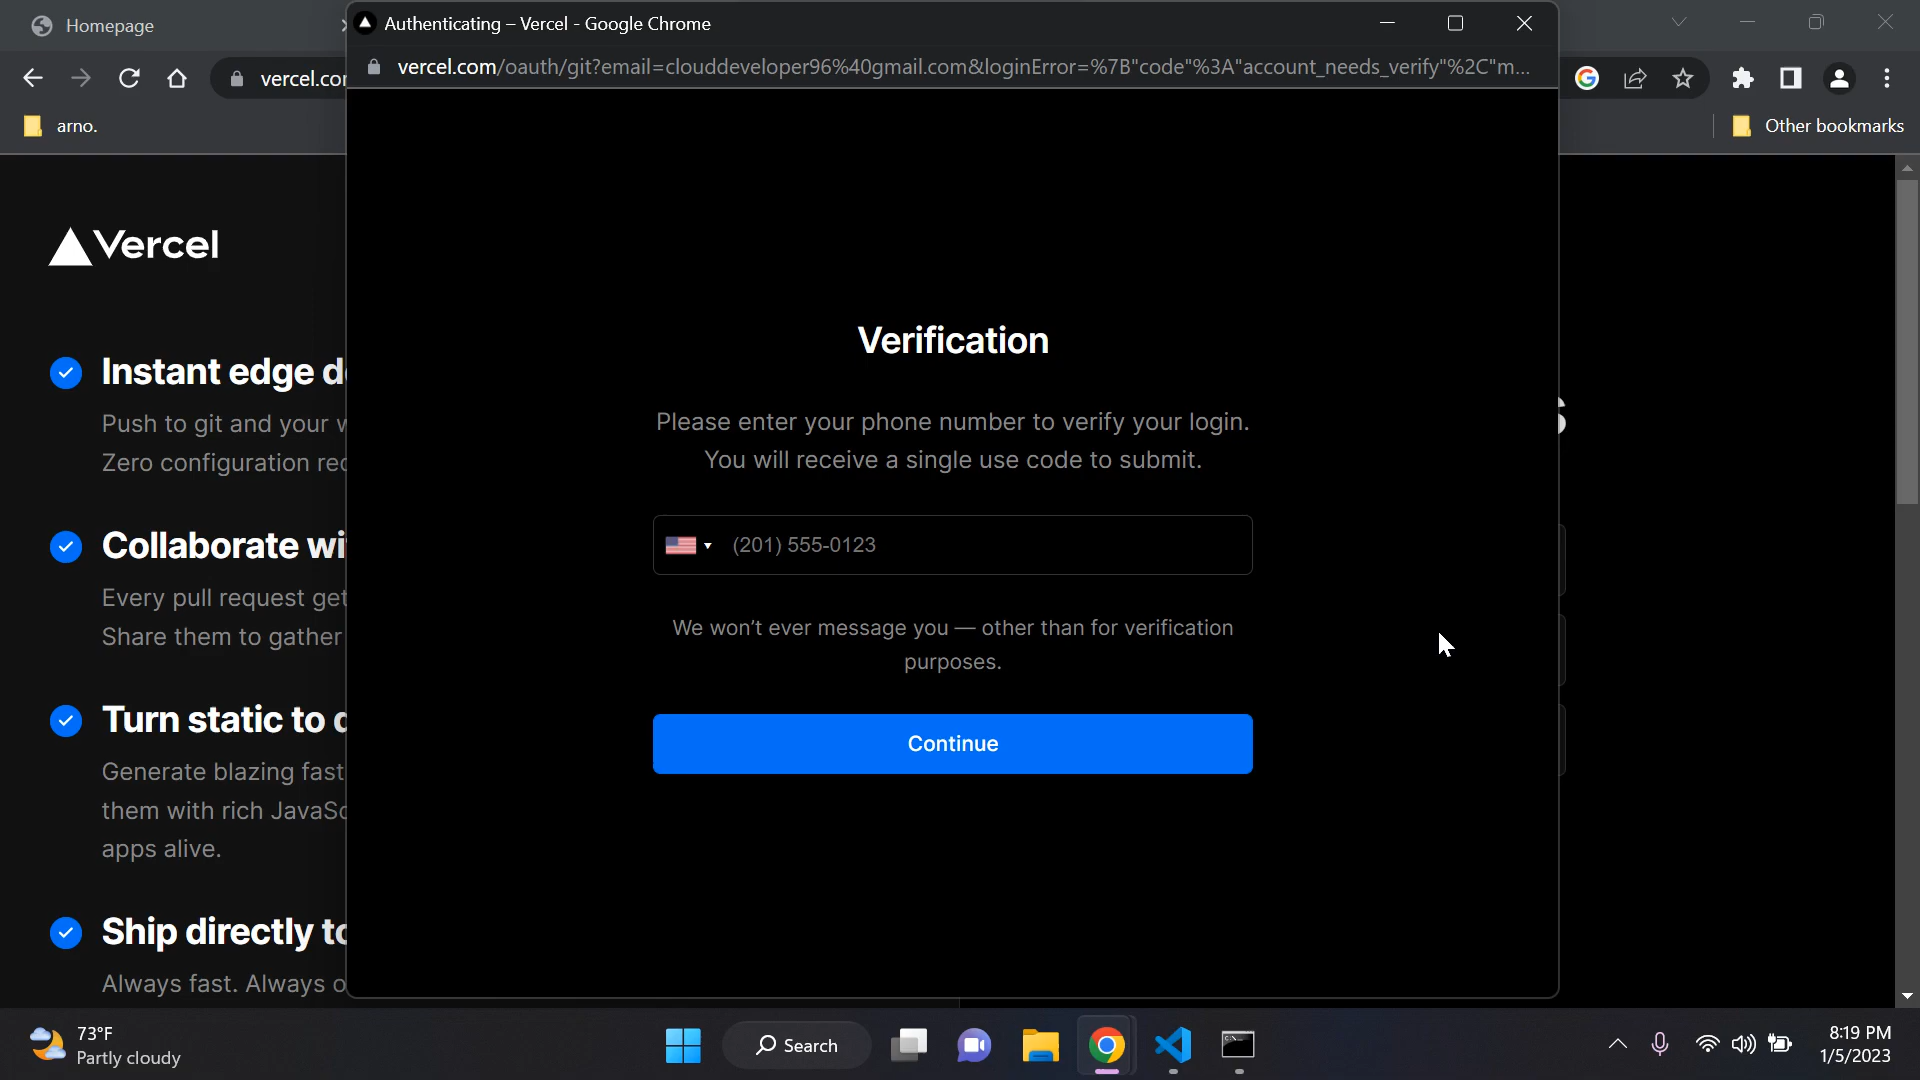 Homepage
Authenticating – Vercel - Google Chrome
vercel.com
vercel.com/oauth/git?email=clouddeveloper96%40gmail.com&loginError=%7B"code"%3A"account_needs_verify"%2C"m...
arno.
Other bookmarks
Vercel
Instant edge d
Push to git and your
Zero configuration
Collaborate wi
Every pull request get
Share them to gather
Turn static to
Generate blazing fast
them with rich JavaSc
apps alive.
Ship directly to
Always fast. Always o
Verification
Please enter your phone number to verify your login.
You will receive a single use code to submit.
(201) 555-0123
We won't ever message you — other than for verification
purposes.
Continue
73°F
Partly cloudy
Search
8:19 PM
1/5/2023